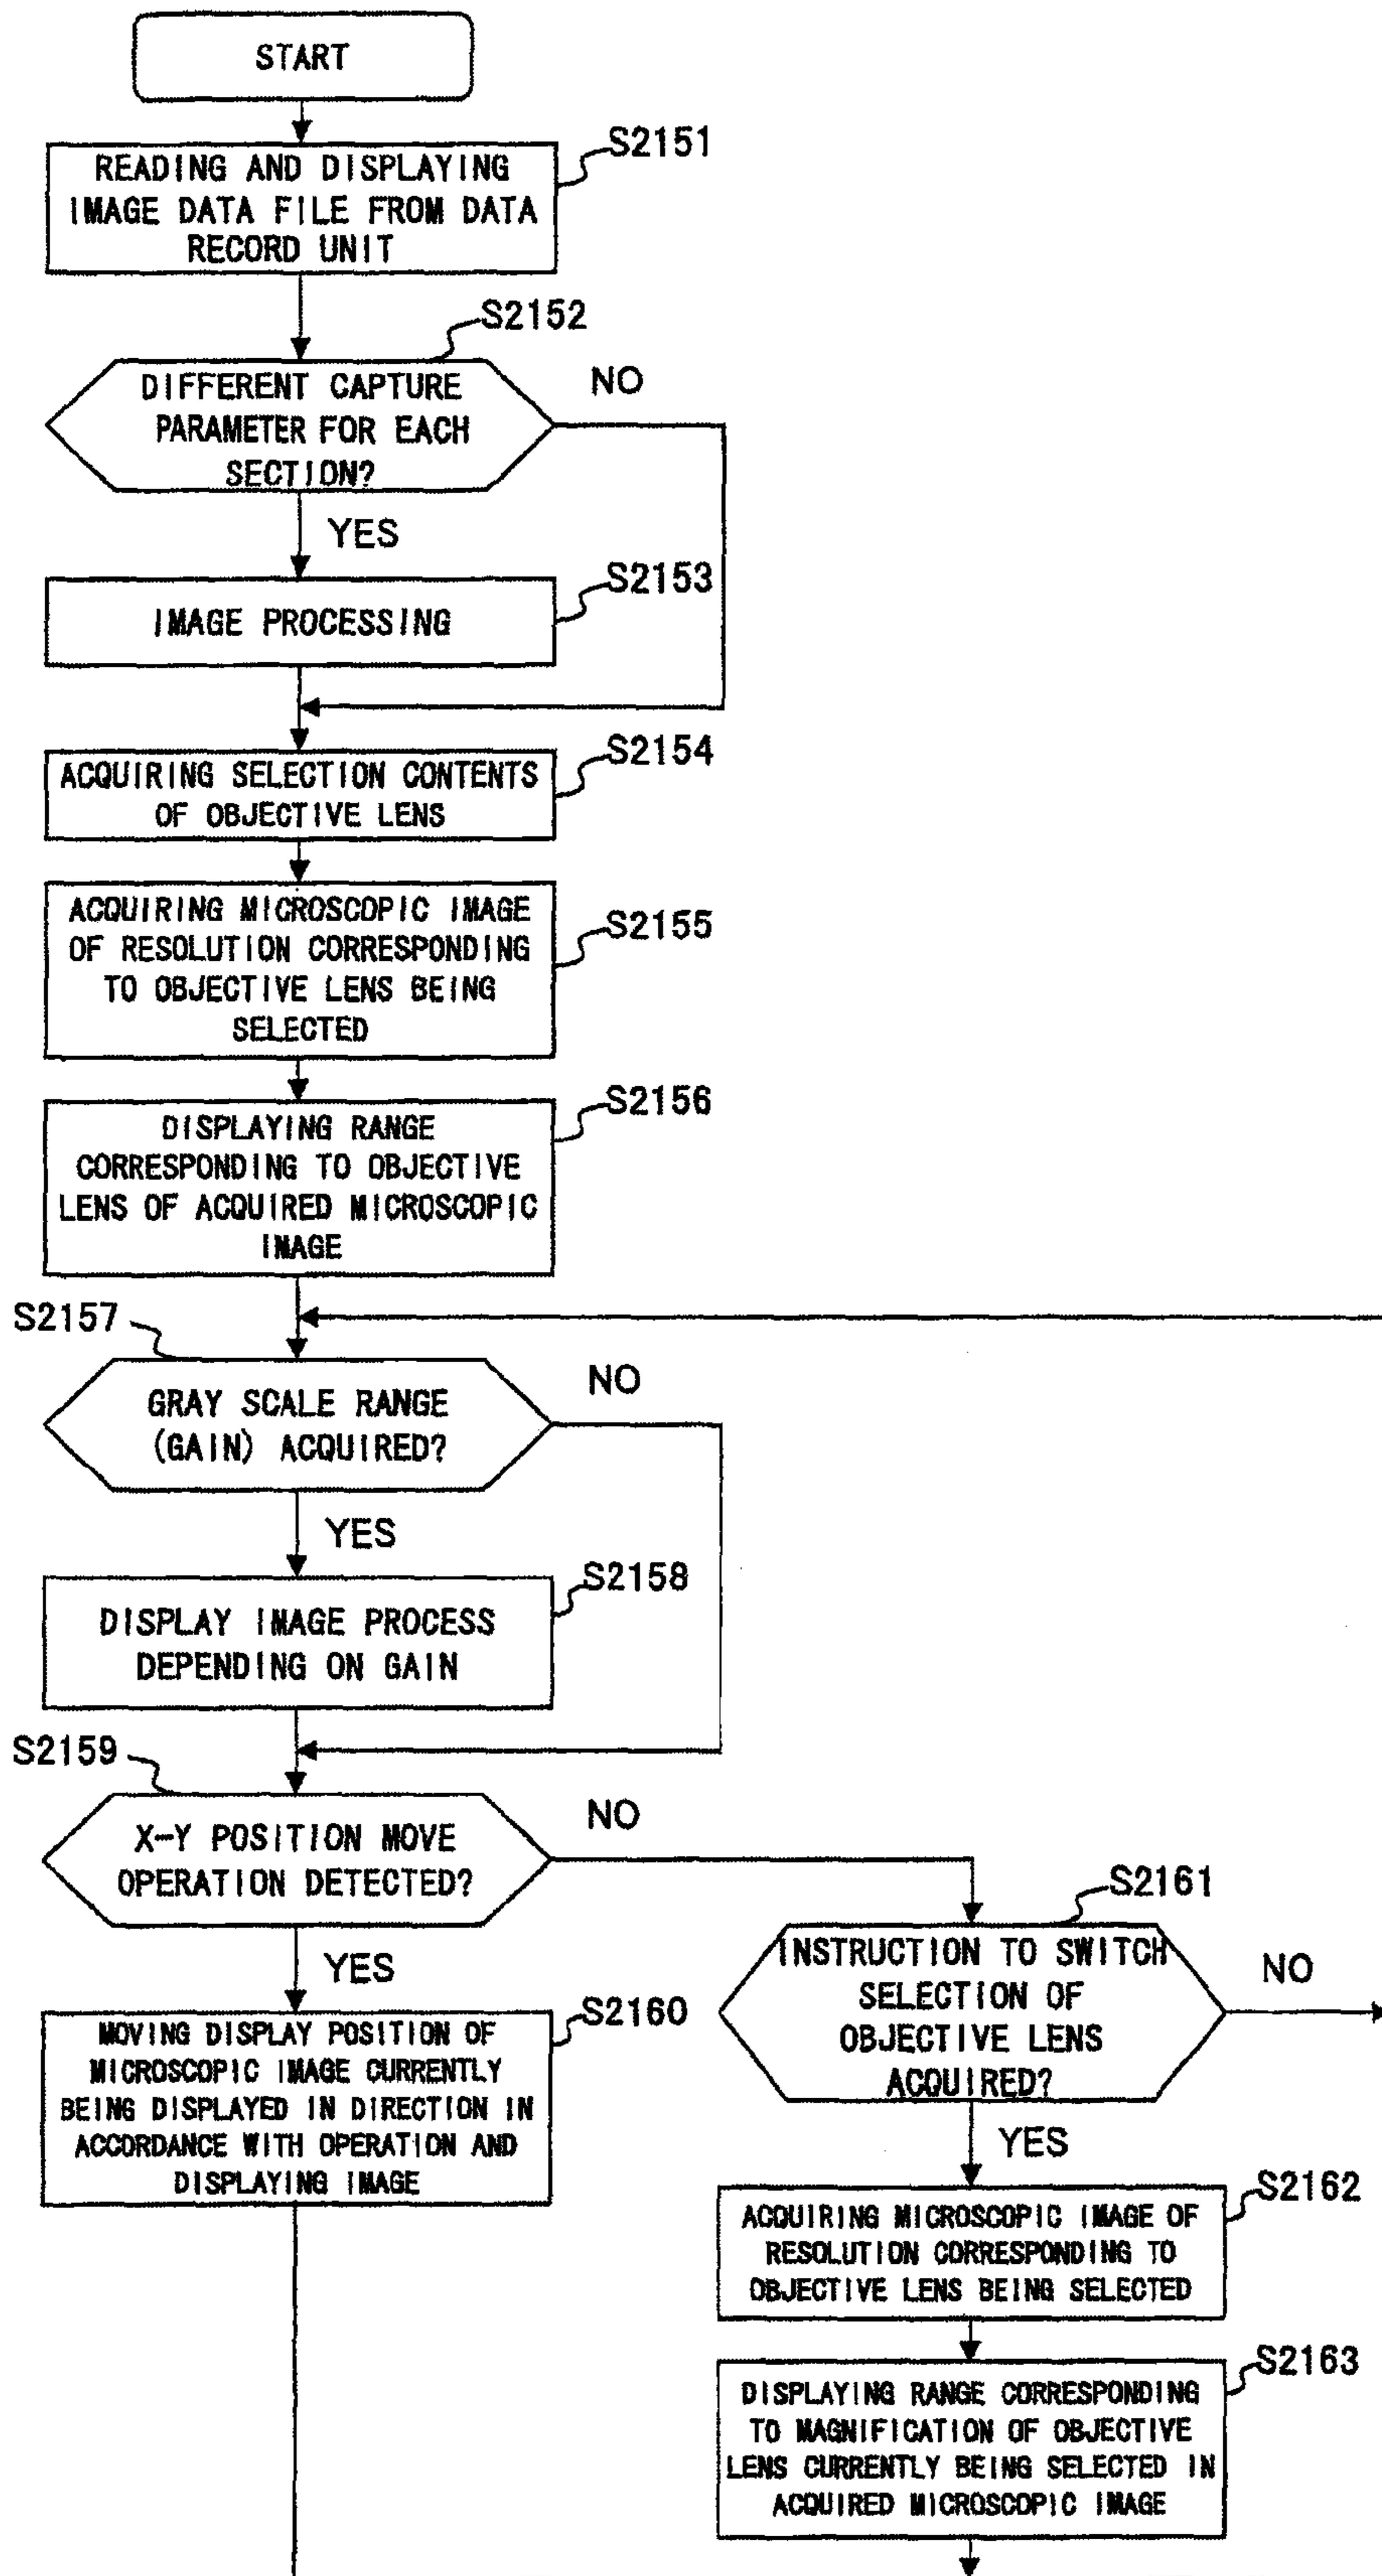 START
S2151
READING AND DISPLAYING
IMAGE DATA FILE FROM DATA
RECORD UNIT
S2152
DIFFERENT CAPTURE
PARAMETER FOR EACH
SECTION?
NO
YES
S2153
IMAGE PROCESSING
S2154
ACQUIRING SELECTION CONTENTS
OF OBJECTIVE LENS
S2155
ACQUIRING MICROSCOPIC IMAGE
OF RESOLUTION CORRESPONDING
TO OBJECTIVE LENS BEING
SELECTED
S2156
DISPLAYING RANGE
CORRESPONDING TO OBJECTIVE
LENS OF ACQUIRED MICROSCOPIC
IMAGE
S2157
GRAY SCALE RANGE
(GAIN) ACQUIRED?
NO
YES
S2158
DISPLAY IMAGE PROCESS
DEPENDING ON GAIN
S2159
X-Y POSITION MOVE
OPERATION DETECTED?
NO
YES
S2160
MOVING DISPLAY POSITION OF
MICROSCOPIC IMAGE CURRENTLY
BEING DISPLAYED IN DIRECTION IN
ACCORDANCE WITH OPERATION AND
DISPLAYING IMAGE
S2161
INSTRUCTION TO SWITCH
SELECTION OF
OBJECTIVE LENS
ACQUIRED?
NO
YES
S2162
ACQUIRING MICROSCOPIC IMAGE OF
RESOLUTION CORRESPONDING TO
OBJECTIVE LENS BEING SELECTED
S2163
DISPLAYING RANGE CORRESPONDING
TO MAGNIFICATION OF OBJECTIVE
LENS CURRENTLY BEING SELECTED IN
ACQUIRED MICROSCOPIC IMAGE